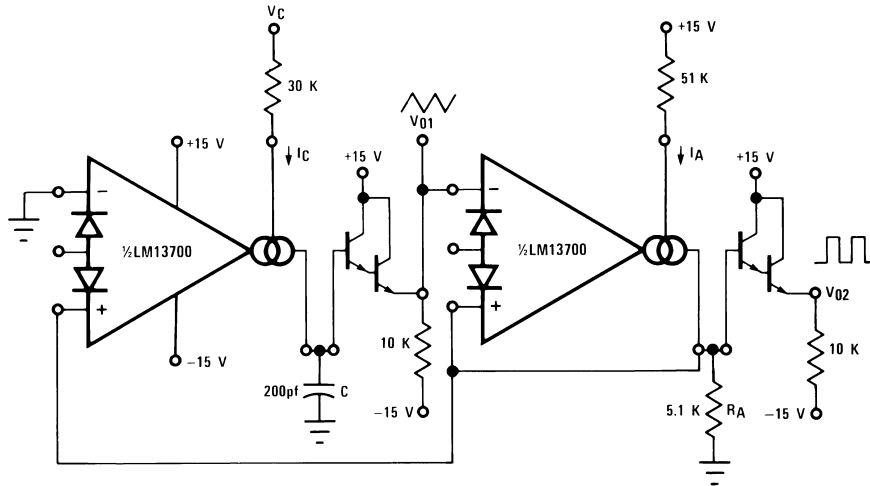 VC
30 K
IC
+15 V
−
½LM13700
+
−15 V
200pf
C
+15 V
V01
10 K
−15 V
−
½LM13700
+
+15 V
51 K
IA
+15 V
V02
10 K
−15 V
5.1 K
RA